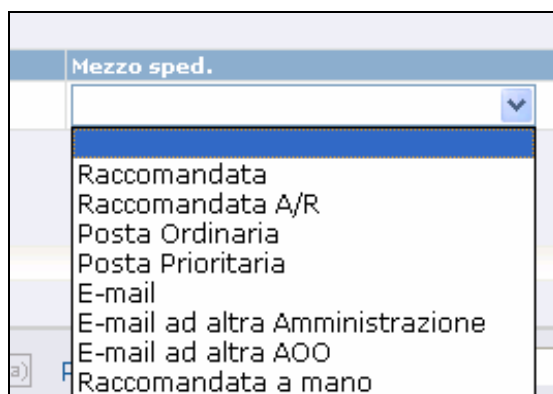 Mezzo sped.
Raccomandata
Raccomandata A/R
Posta Ordinaria
Posta Prioritaria
E-mail
E-mail ad altra Amministrazione
E-mail ad altra AOO
Raccomandata a mano